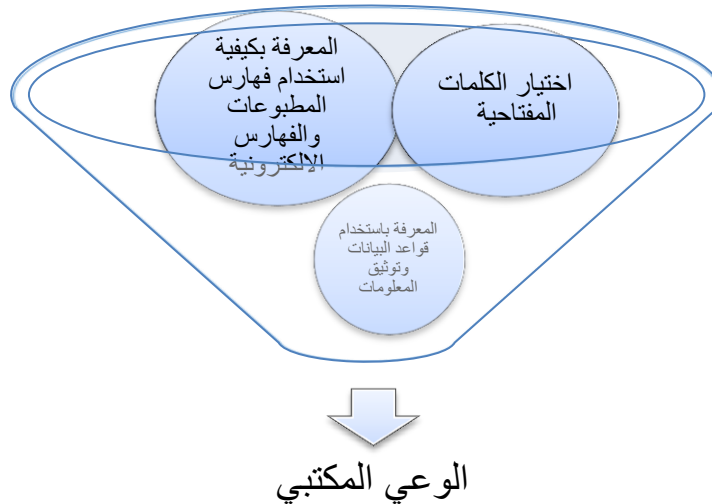 المعرفة بكيفية
استخدام فهارس
المطبوعات
والفهارس
الالكترونية
اختيار الكلمات
المفتاحية
المعرفة باستخدام
قواعد البيانات
وتوثيق
المعلومات
الوعي المكتبي